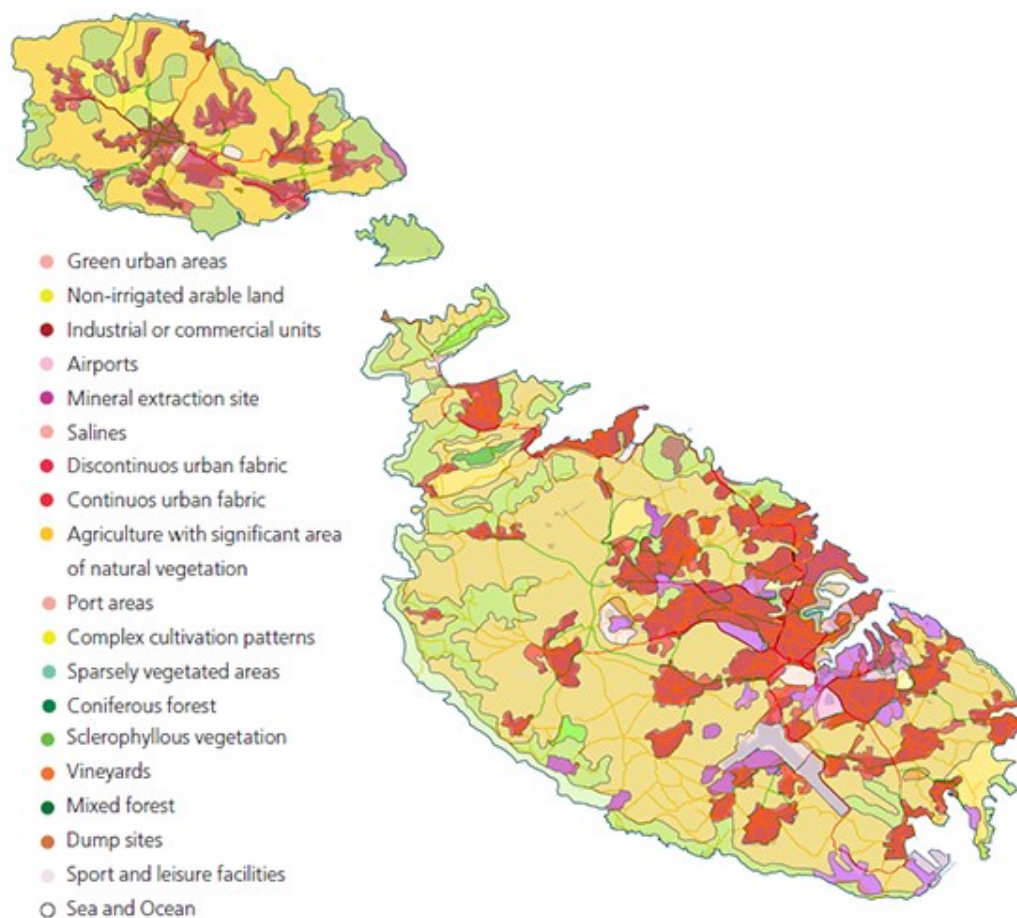 Green urban areas
Non-irrigated arable land
Industrial or commercial units
Airports
Mineral extraction site
Salines
Discontinuos urban fabric
Continuos urban fabric
Agriculture with significant area
of natural vegetation
Port areas
Complex cultivation patterns
Sparsely vegetated areas
Coniferous forest
Sclerophyllous vegetation
Vineyards
Mixed forest
Dump sites
Sport and leisure facilities
Sea and Ocean